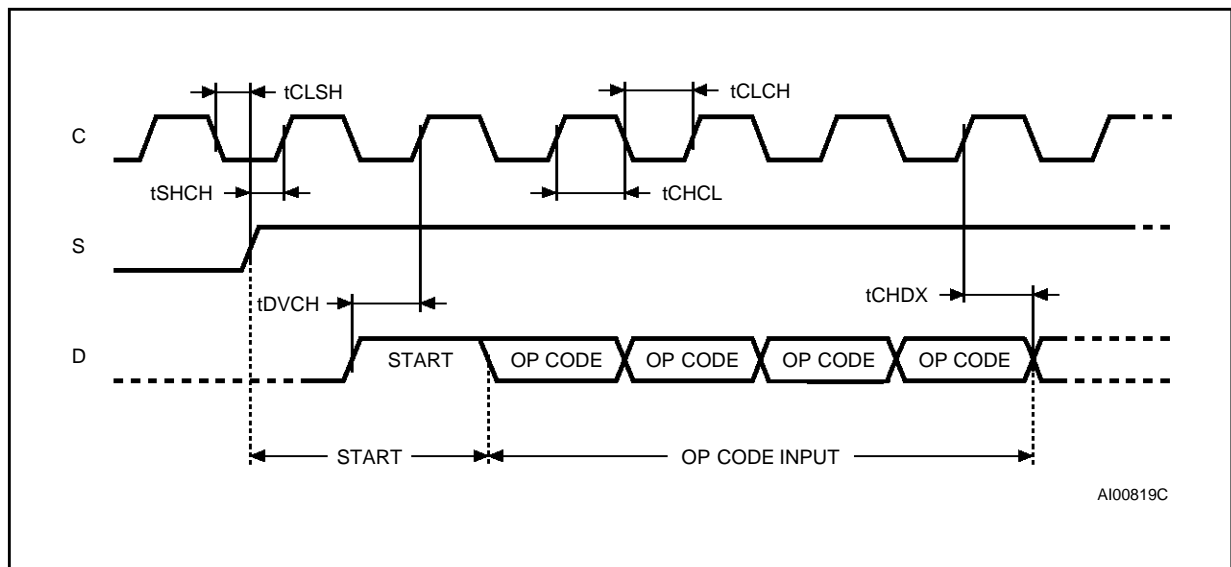 tCLSH
tCLCH
C
tSHCH
tCHCL
S
tDVCH
tCHDX
D
START
OP CODE
OP CODE
OP CODE
OP CODE
START
OP CODE INPUT
AI00819C